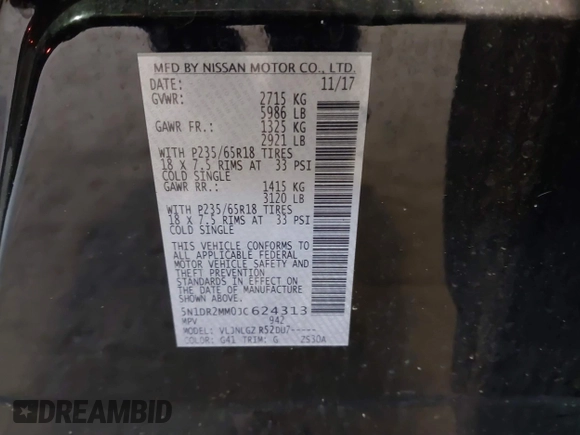 MFD BY NISSAN MOTOR CO., LTD.
DATE: 11/17
GVWR: 2715 KG
5986 LB
GAWR FR.: 1325 KG
2921 LB
WITH P235/65R18 TIRES
18 X 7.5 RIMS AT 33 PSI
COLD SINGLE
GAWR RR.: 1415 KG
3120 LB
WITH P235/65R18 TIRES
18 X 7.5 RIMS AT 33 PSI
COLD SINGLE
THIS VEHICLE CONFORMS TO
ALL APPLICABLE FEDERAL
MOTOR VEHICLE SAFETY
AND THEFT PREVENTION
STANDARDS IN EFFECT ON
THE DATE OF MANUFACTURE
SHOWN ABOVE.
5N1DR2MM0JC624313
MPV 942
MODEL:
COLOR: G41 TRIM: G 2S30A
DREAMBID